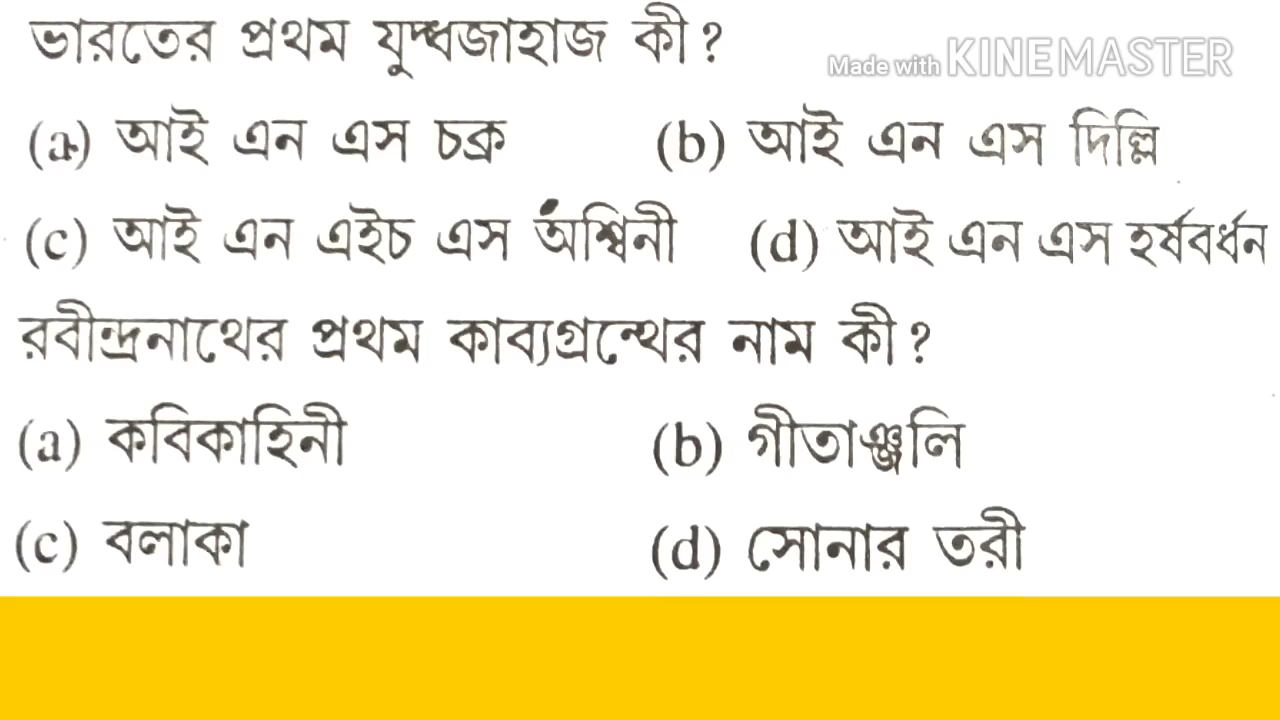 ভারতের প্রথম যুদ্ধজাহাজ কী?
Made with KINEMASTER
(a) আই এন এস চক্র (b) আই এন এস দিল্লি
(c) আই এন এইচ এস অশ্বিনী (d) আই এন এস হর্ষবর্ধন
রবীন্দ্রনাথের প্রথম কাব্যগ্রন্থের নাম কী?
(a) কবিকাহিনী (b) গীতাঞ্জলি
(c) বলাকা (d) সোনার তরী